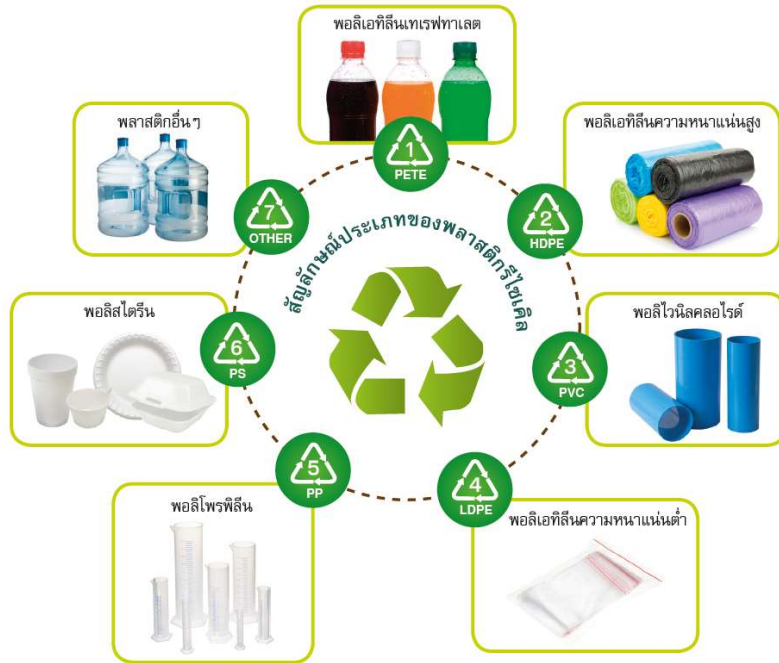 พอลิเอทิลีนเทเรฟทาเลต
1
PETE
พอลิเอทิลีนความหนาแน่นสูง
2
HDPE
พอลิไวนิลคลอไรด์
3
PVC
พอลิเอทิลีนความหนาแน่นต่ำ
4
LDPE
พอลิโพรพิลีน
5
PP
พอลิสไตรีน
6
PS
พลาสติกอื่นๆ
7
OTHER
สัญลักษณ์ประเภทของพลาสติกรีไซเคิล